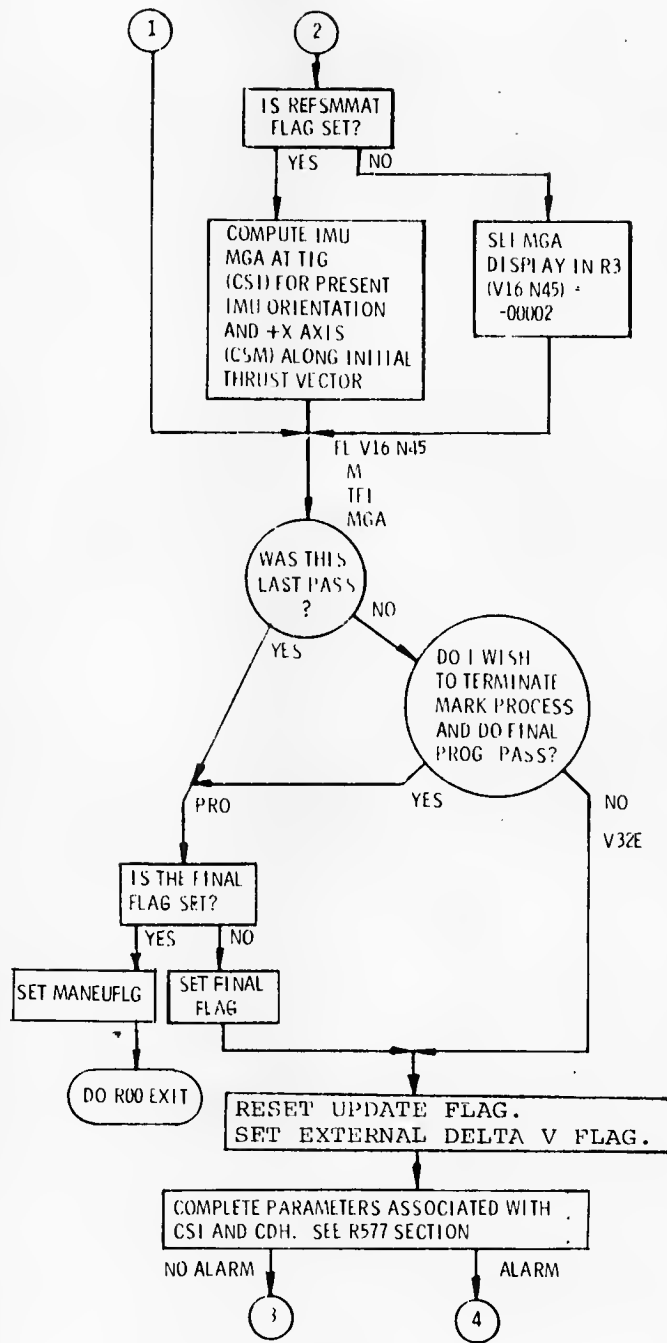 1
2
IS REFSMMAT
FLAG SET?
YES
NO
COMPUTE IMU
MGA AT TIG
(CSI) FOR PRESENT
IMU ORIENTATION
AND +X AXIS
(CSM) ALONG INITIAL
THRUST VECTOR
SET MGA
DISPLAY IN R3
(V16 N45) =
-00002
FL V16 N45
M
TFI
MGA
WAS THIS
LAST PASS
?
NO
YES
DO I WISH
TO TERMINATE
MARK PROCESS
AND DO FINAL
PROG PASS?
YES
NO
PRO
V32E
IS THE FINAL
FLAG SET?
YES
NO
SET MANEUFLG
SET FINAL
FLAG
DO R00 EXIT
RESET UPDATE FLAG.
SET EXTERNAL DELTA V FLAG.
COMPLETE PARAMETERS ASSOCIATED WITH
CSI AND CDH. SEE R577 SECTION
NO ALARM
ALARM
3
4